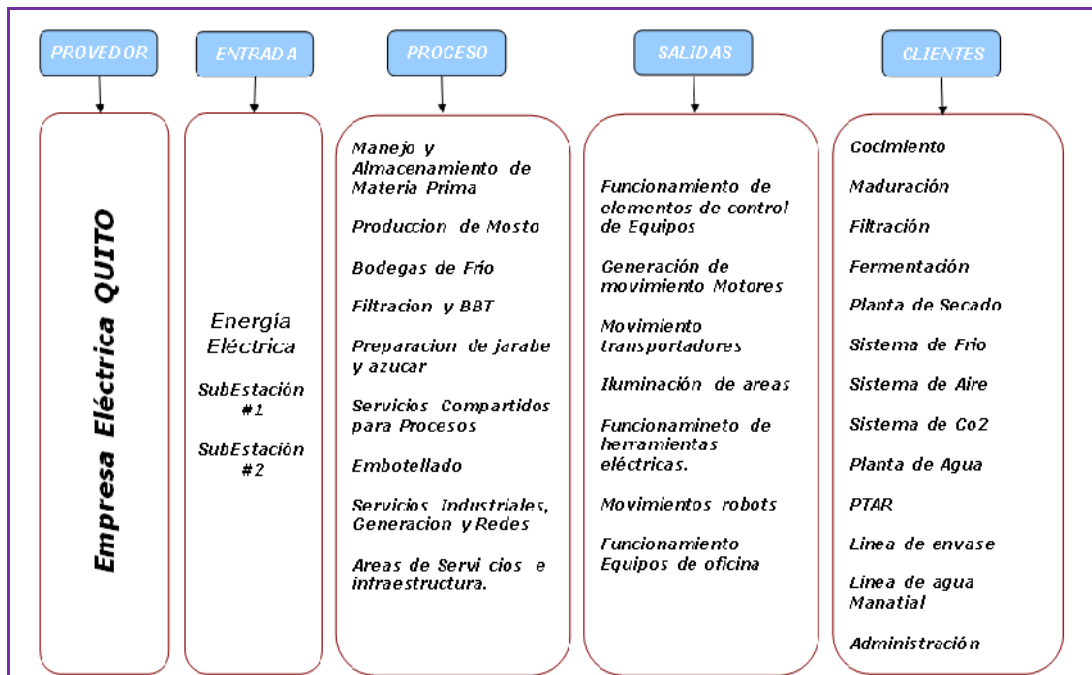 PROVEDOR
ENTRADA
PROCESO
SALIDAS
CLIENTES
Empresa Eléctrica QUITO
Energía
Eléctrica
SubEstación
#1
SubEstación
#2
Manejo y
Almacenamiento de
Materia Prima
Produccion de Mosto
Bodegas de Frío
Filtracion y BBT
Preparacion de jarabe
y azucar
Servicios Compartidos
para Procesos
Embotellado
Servicios Industriales,
Generacion y Redes
Areas de Servi cios e
infraestructura.
Funcionamiento de
elementos de control
de Equipos
Generación de
movimiento Motores
Movimiento
transportadores
Iluminación de areas
Funcionamineto de
herramientas
eléctricas.
Movimientos robots
Funcionamiento
Equipos de oficina
Cocimiento
Maduración
Filtración
Fermentación
Planta de Secado
Sistema de Frio
Sistema de Aire
Sistema de Co2
Planta de Agua
PTAR
Linea de envase
Linea de agua
Manatial
Administración